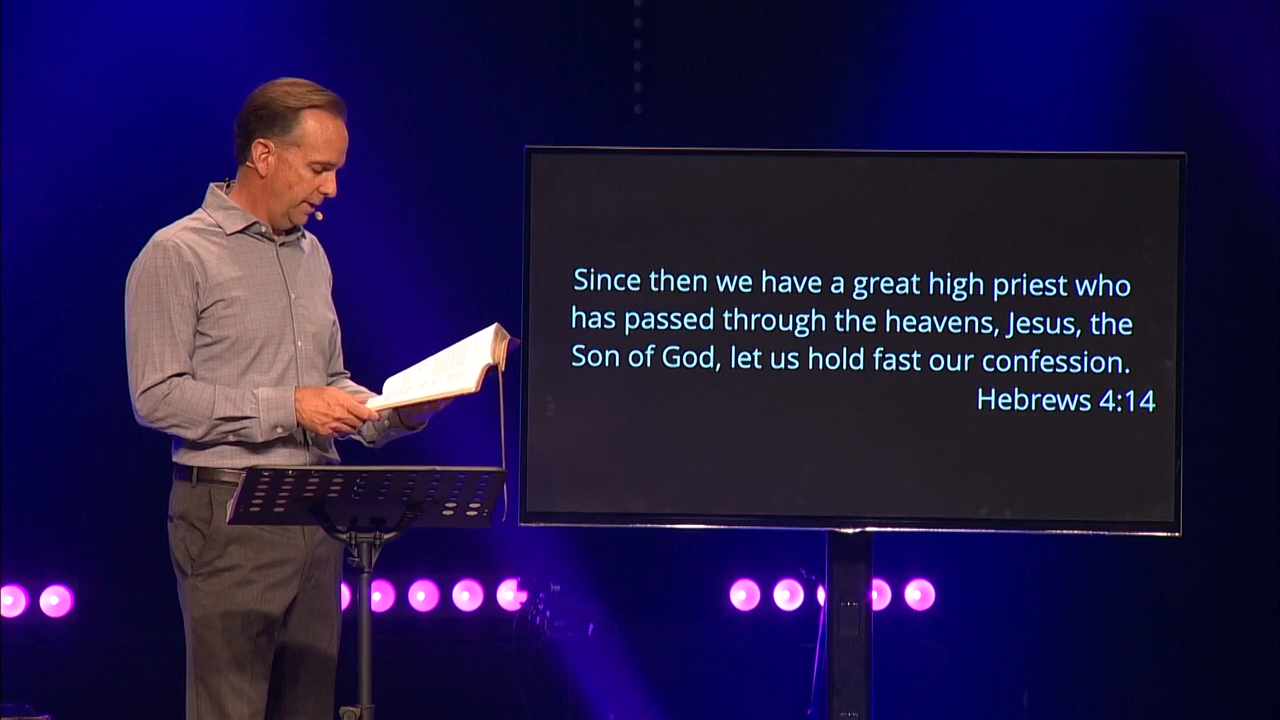 Since then we have a great high priest who
has passed through the heavens, Jesus, the
Son of God, let us hold fast our confession.
Hebrews 4:14